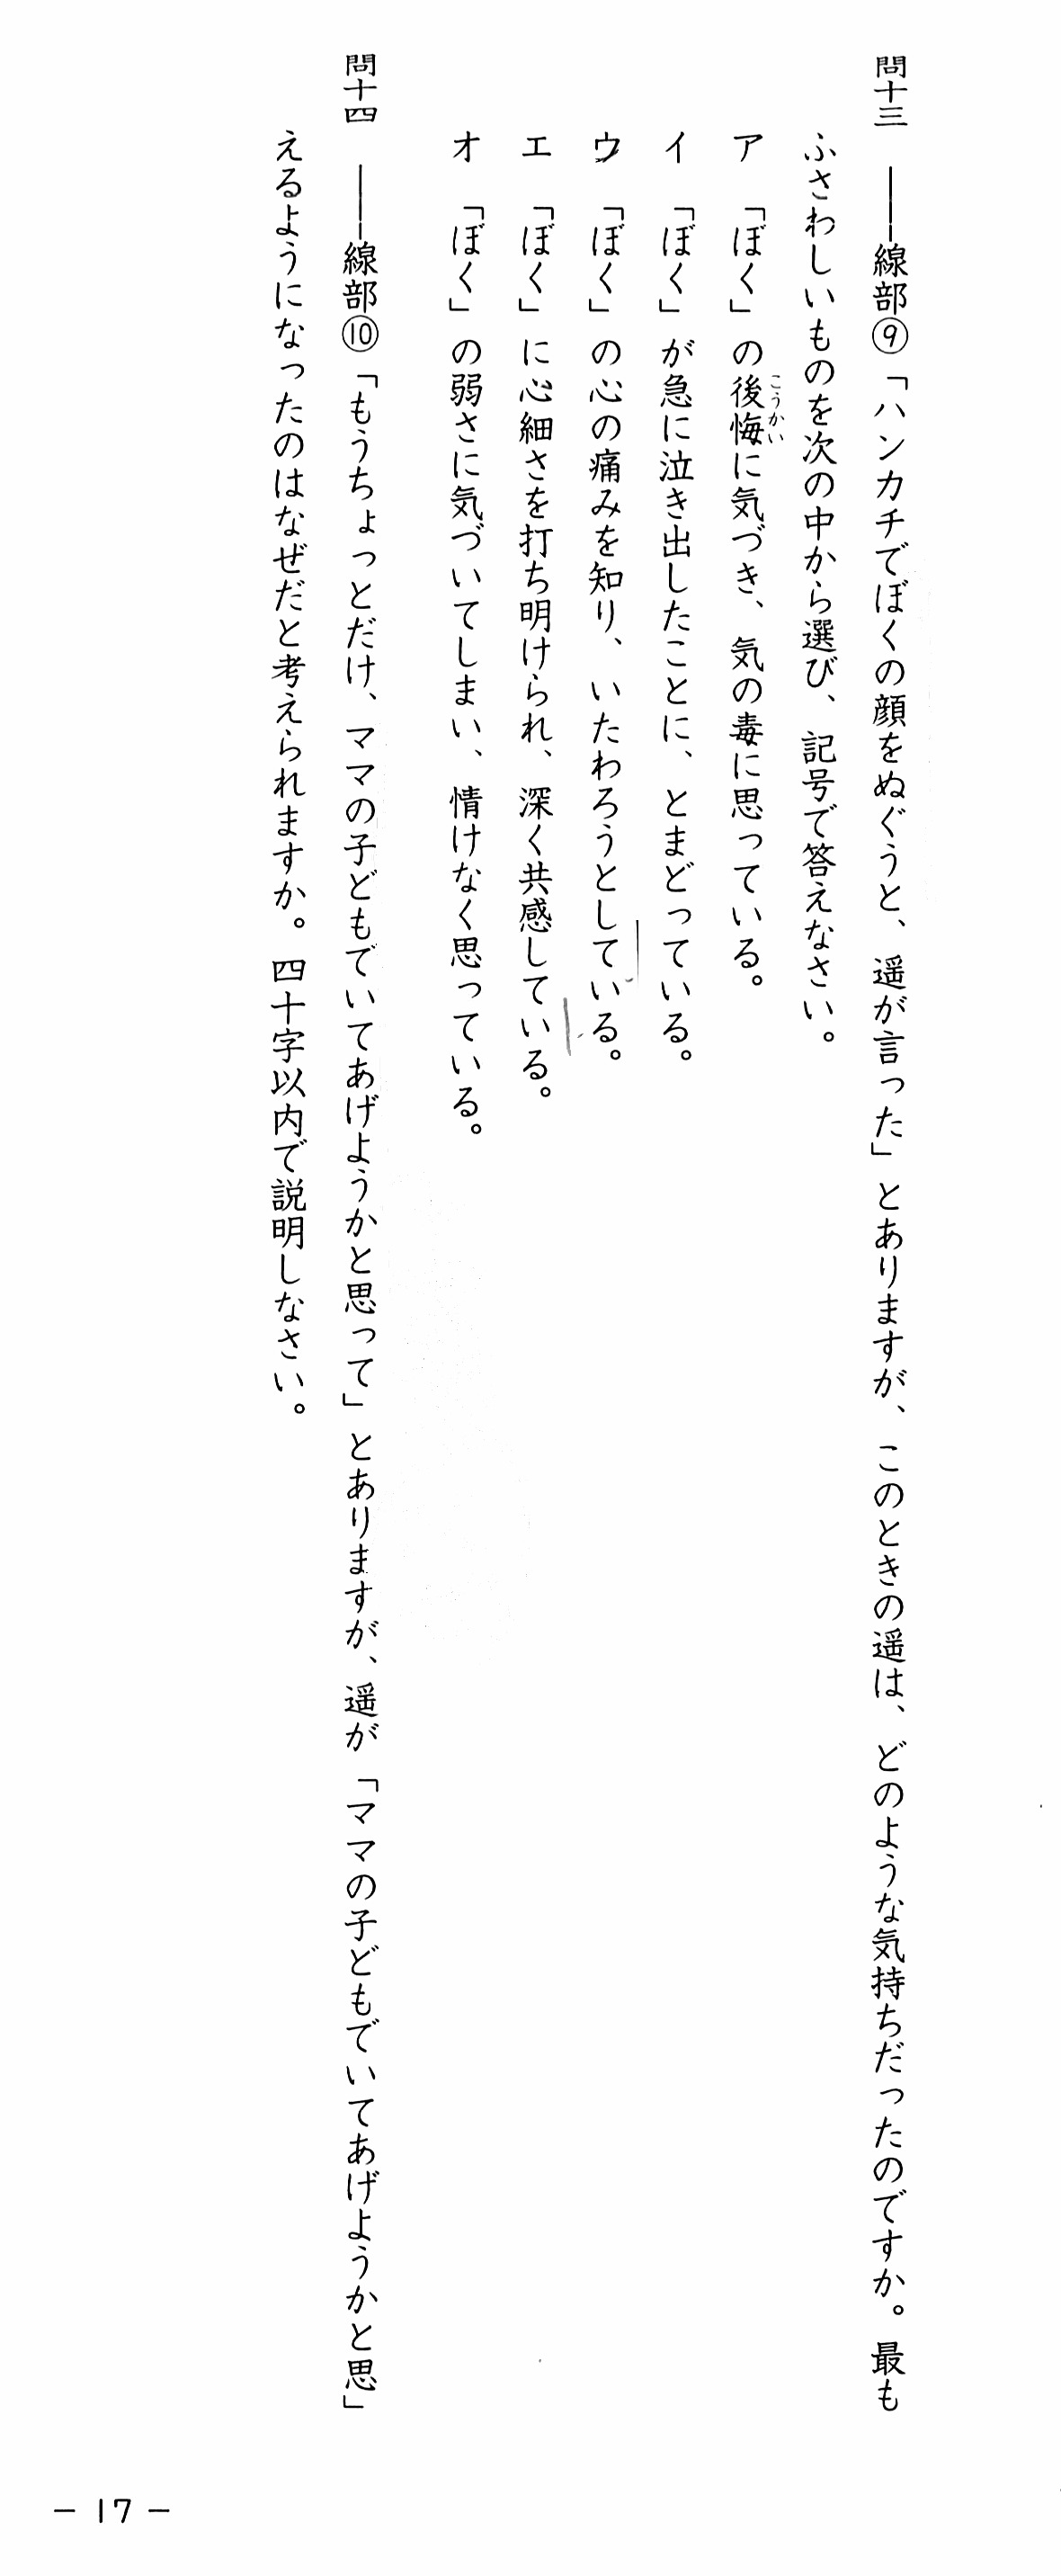 問十三 ――線部⑨「ハンカチでぼくの顔をぬぐうと、遥が言った」とありますが、このときの遥は、どのような気持ちだったのですか。最も
ふさわしいものを次の中から選び、記号で答えなさい。
ア 「ぼく」の後悔に気づき、気の毒に思っている。
こうかい
イ 「ぼく」が急に泣き出したことに、とまどっている。
ウ 「ぼく」の心の痛みを知り、いたわろうとしている。
エ 「ぼく」に心細さを打ち明けられ、深く共感している。
オ 「ぼく」の弱さに気づいてしまい、情けなく思っている。
問十四 ――線部⑩「もうちょっとだけ、ママの子どもでいてあげようかと思って」とありますが、遥が「ママの子どもでいてあげようかと思」
えるようになったのはなぜだと考えられますか。四十字以内で説明しなさい。
- 17 -